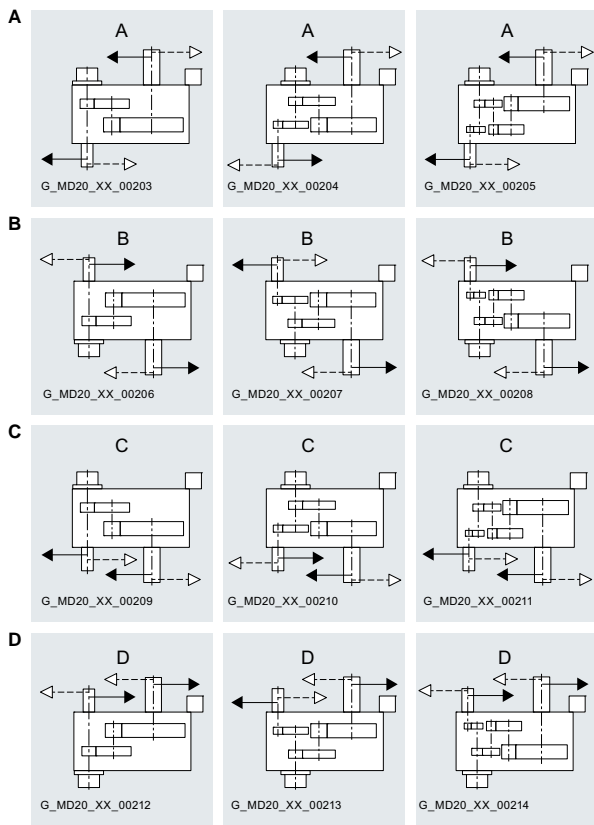 A
A
A
A
G_MD20_XX_00203
G_MD20_XX_00204
G_MD20_XX_00205
B
B
B
B
G_MD20_XX_00206
G_MD20_XX_00207
G_MD20_XX_00208
C
C
C
C
G_MD20_XX_00209
G_MD20_XX_00210
G_MD20_XX_00211
D
D
D
D
G_MD20_XX_00212
G_MD20_XX_00213
G_MD20_XX_00214